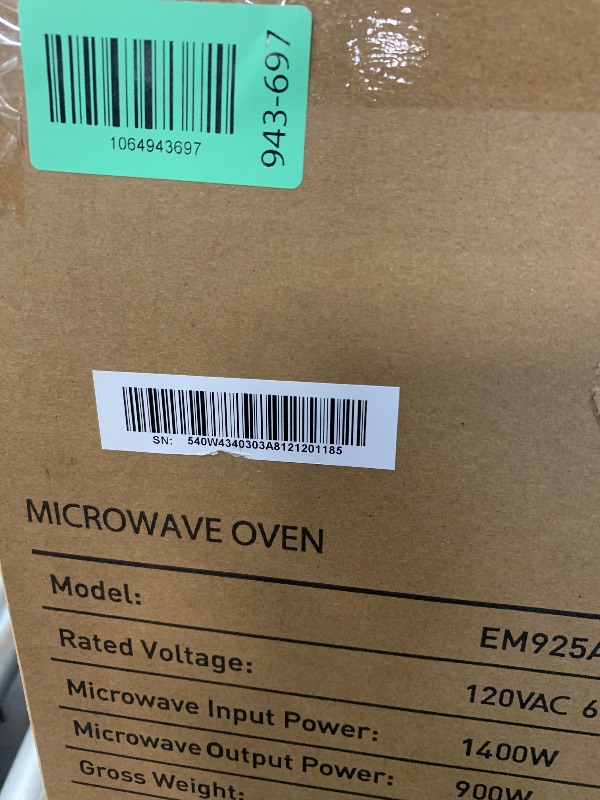 1064943697
943-697
SN: 540W4340303A8121201185
MICROWAVE OVEN
Model: EM925A
Rated Voltage: 120VAC 6
Microwave Input Power: 1400W
Microwave Output Power: 900W
Gross Weight: